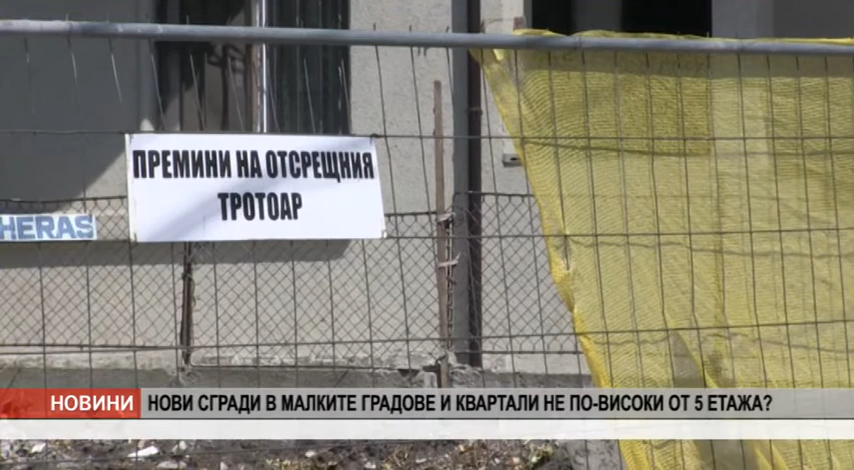 ПРЕМИНИ НА ОТСРЕЩНИЯ
ТРОТОАР
HERAS
НОВИНИ
НОВИ СГРАДИ В МАЛКИТЕ ГРАДОВЕ И КВАРТАЛИ НЕ ПО-ВИСОКИ ОТ 5 ЕТАЖА?